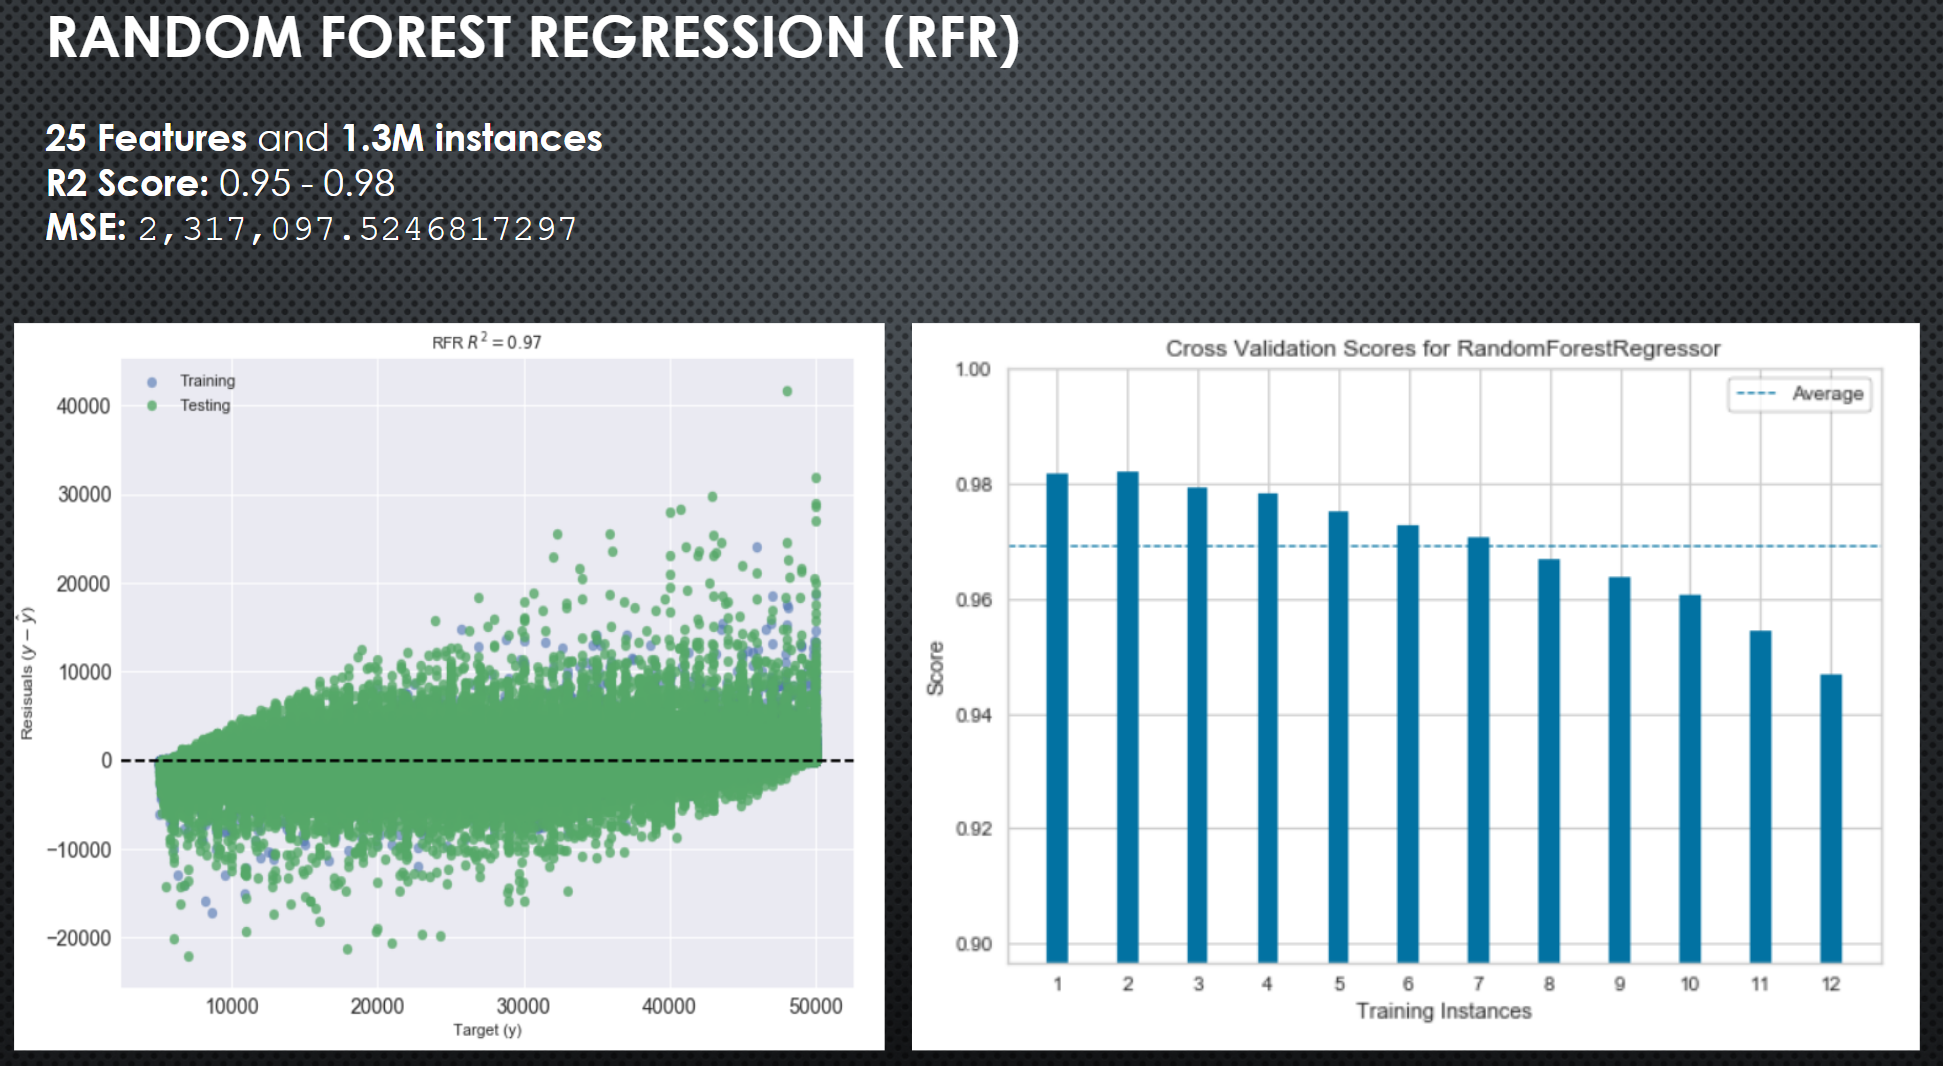 RANDOM FOREST REGRESSION (RFR)
25 Features and 1.3M instances
R2 Score: 0.95 - 0.98
MSE: 2,317,097.5246817297
RFR R² = 0.97
Training
Testing
40000
30000
20000
10000
0
−10000
−20000
Resisuals (y − ŷ)
10000 20000 30000 40000 50000
Target (y)
Cross Validation Scores for RandomForestRegressor
Average
1.00
0.98
0.96
0.94
0.92
0.90
Score
1 2 3 4 5 6 7 8 9 10 11 12
Training Instances